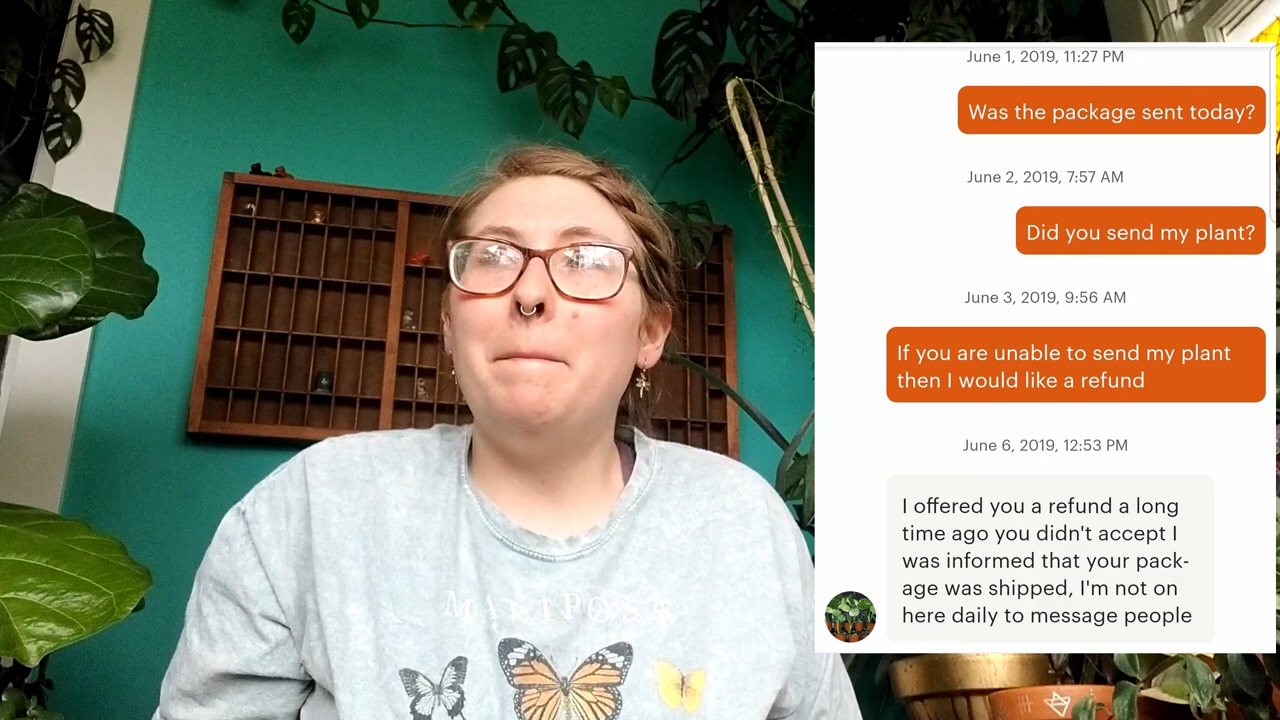 June 1, 2019, 11:27 PM
Was the package sent today?
June 2, 2019, 7:57 AM
Did you send my plant?
June 3, 2019, 9:56 AM
If you are unable to send my plant
then I would like a refund
June 6, 2019, 12:53 PM
I offered you a refund a long
time ago you didn't accept I
was informed that your pack-
age was shipped, I'm not on
here daily to message people
MARIPOSA